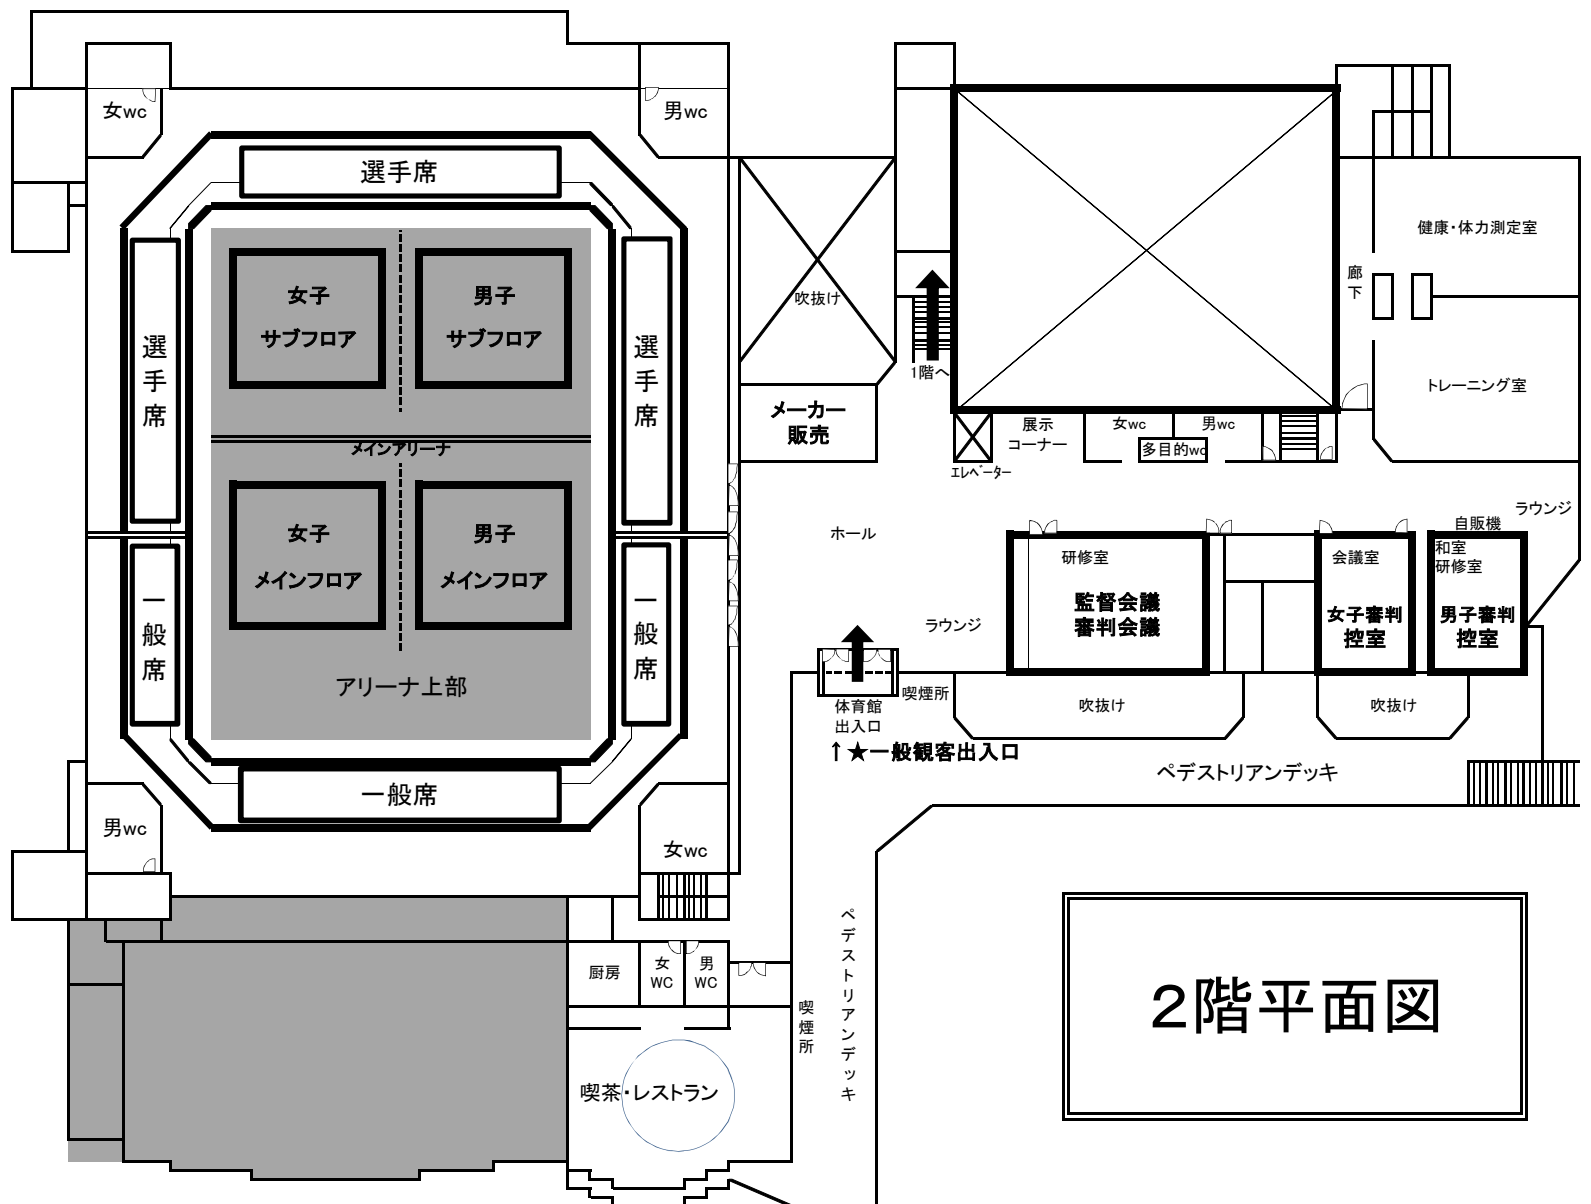 女wc
男wc
選手席
選手席
選手席
女子
サブフロア
男子
サブフロア
メインアリーナ
女子
メインフロア
男子
メインフロア
一般席
一般席
アリーナ上部
一般席
男wc
女wc
吹抜け
1階へ
メーカー
販売
エレベーター
展示
コーナー
女wc
男wc
多目的wc
廊下
健康・体力測定室
トレーニング室
ラウンジ
自販機
ホール
ラウンジ
研修室
監督会議
審判会議
会議室
女子審判
控室
和室
研修室
男子審判
控室
体育館
出入口
喫煙所
吹抜け
吹抜け
↑★一般観客出入口
ペデストリアンデッキ
厨房
女
WC
男
WC
喫煙所
ペデストリアンデッキ
喫茶・レストラン
2階平面図